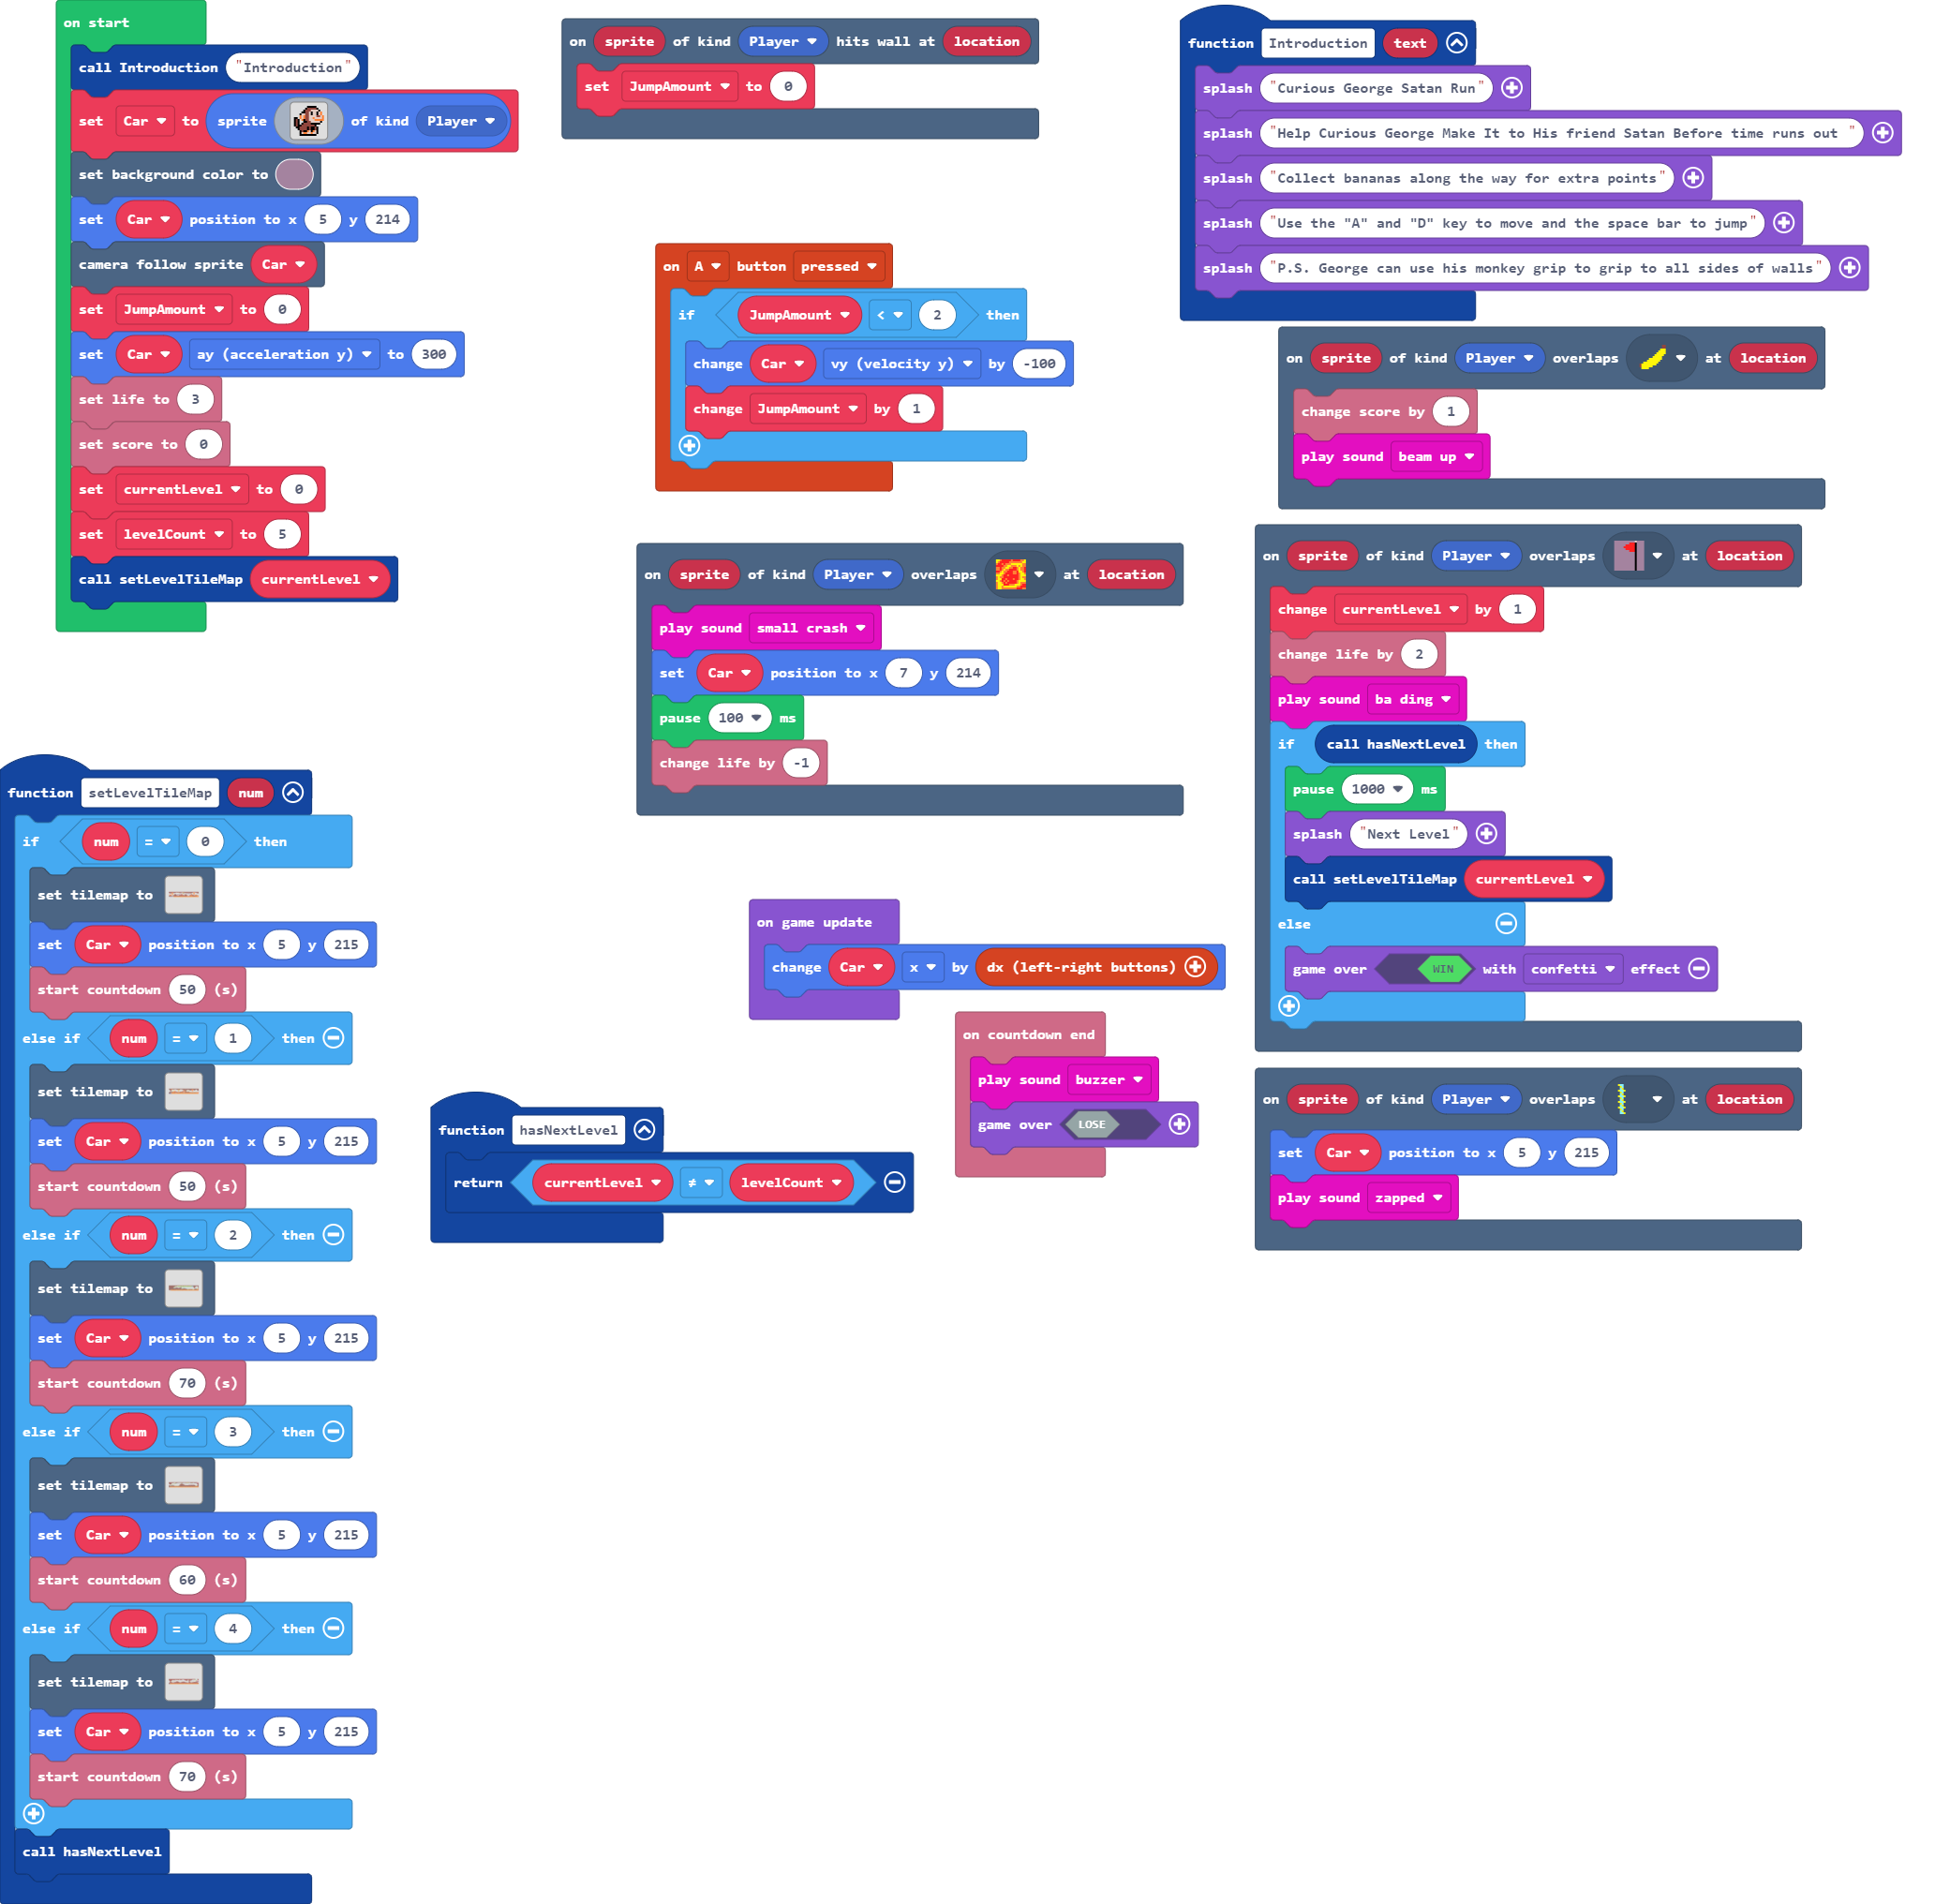 on start
call Introduction "Introduction"
set Car to sprite of kind Player
set background color to
set Car position to x 5 y 214
camera follow sprite Car
set JumpAmount to 0
set Car ay (acceleration y) to 300
set life to 3
set score to 0
set currentLevel to 0
set levelCount to 5
call setLevelTileMap currentLevel
on sprite of kind Player hits wall at location
set JumpAmount to 0
function Introduction text
splash "Curious George Satan Run"
splash "Help Curious George Make It to His friend Satan Before time runs out "
splash "Collect bananas along the way for extra points"
splash "Use the "A" and "D" key to move and the space bar to jump"
splash "P.S. George can use his monkey grip to grip to all sides of walls"
on A button pressed
if JumpAmount < 2 then
change Car vy (velocity y) by -100
change JumpAmount by 1
on sprite of kind Player overlaps at location
change score by 1
play sound beam up
on sprite of kind Player overlaps at location
play sound small crash
set Car position to x 7 y 214
pause 100 ms
change life by -1
on sprite of kind Player overlaps at location
change currentLevel by 1
change life by 2
play sound ba ding
if call hasNextLevel then
pause 1000 ms
splash "Next Level"
call setLevelTileMap currentLevel
else
game over WIN with confetti effect
function setLevelTileMap num
if num = 0 then
set tilemap to
set Car position to x 5 y 215
start countdown 50 (s)
else if num = 1 then
set tilemap to
set Car position to x 5 y 215
start countdown 50 (s)
else if num = 2 then
set tilemap to
set Car position to x 5 y 215
start countdown 70 (s)
else if num = 3 then
set tilemap to
set Car position to x 5 y 215
start countdown 60 (s)
else if num = 4 then
set tilemap to
set Car position to x 5 y 215
start countdown 70 (s)
call hasNextLevel
on game update
change Car x by dx (left-right buttons)
on countdown end
play sound buzzer
game over LOSE
function hasNextLevel
return currentLevel ≠ levelCount
on sprite of kind Player overlaps at location
set Car position to x 5 y 215
play sound zapped